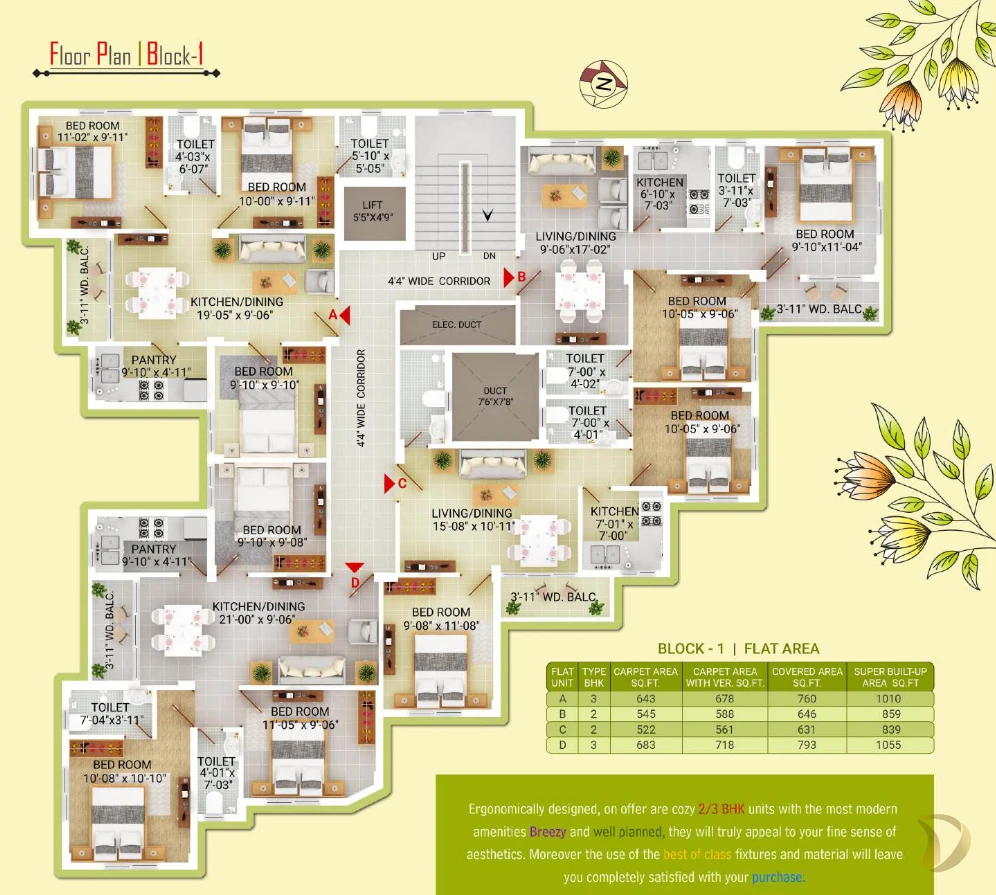 Floor Plan | Block-1
N
BED ROOM
11'-02" x 9'-11"
TOILET
4'-03"x
6'-07"
BED ROOM
10'-00" x 9'-11"
TOILET
5'-10" x
5'-05"
LIFT
5'5"X4'9"
UP
DN
4'4" WIDE CORRIDOR
3'-11" WD. BALC.
KITCHEN/DINING
19'-05" x 9'-06"
A
B
PANTRY
9'-10" x 4'-11"
BED ROOM
9'-10" x 9'-10"
4'4" WIDE CORRIDOR
ELEC. DUCT
DUCT
7'6"X7'8"
LIVING/DINING
9'-06"x17'-02"
KITCHEN
6'-10" x
7'-03"
TOILET
3'-11"x
7'-03"
BED ROOM
9'-10"x11'-04"
3'-11" WD. BALC.
BED ROOM
10'-05" x 9'-06"
TOILET
7'-00" x
4'-02"
TOILET
7'-00" x
4'-01"
BED ROOM
10'-05" x 9'-06"
C
LIVING/DINING
15'-08" x 10'-11"
KITCHEN
7'-01" x
7'-00"
3'-11" WD. BALC.
BED ROOM
9'-08" x 11'-08"
BED ROOM
9'-10" x 9'-08"
PANTRY
9'-10" x 4'-11"
D
KITCHEN/DINING
21'-00" x 9'-06"
3'-11" WD. BALC.
TOILET
7'-04"x3'-11"
BED ROOM
11'-05" x 9'-06"
BED ROOM
10'-08" x 10'-10"
TOILET
4'-01"x
7'-03"
BLOCK - 1 | FLAT AREA
FLAT UNIT TYPE BHK CARPET AREA SQ.FT. CARPET AREA WITH VER. SQ.FT. COVERED AREA SQ.FT. SUPER BUILT-UP AREA SQ.FT
A 3 643 678 760 1010
B 2 545 588 646 859
C 2 522 561 631 839
D 3 683 718 793 1055
Ergonomically designed, on offer are cozy 2/3 BHK units with the most modern
amenities Breezy and well planned, they will truly appeal to your fine sense of
aesthetics. Moreover the use of the best of class fixtures and material will leave
you completely satisfied with your purchase.